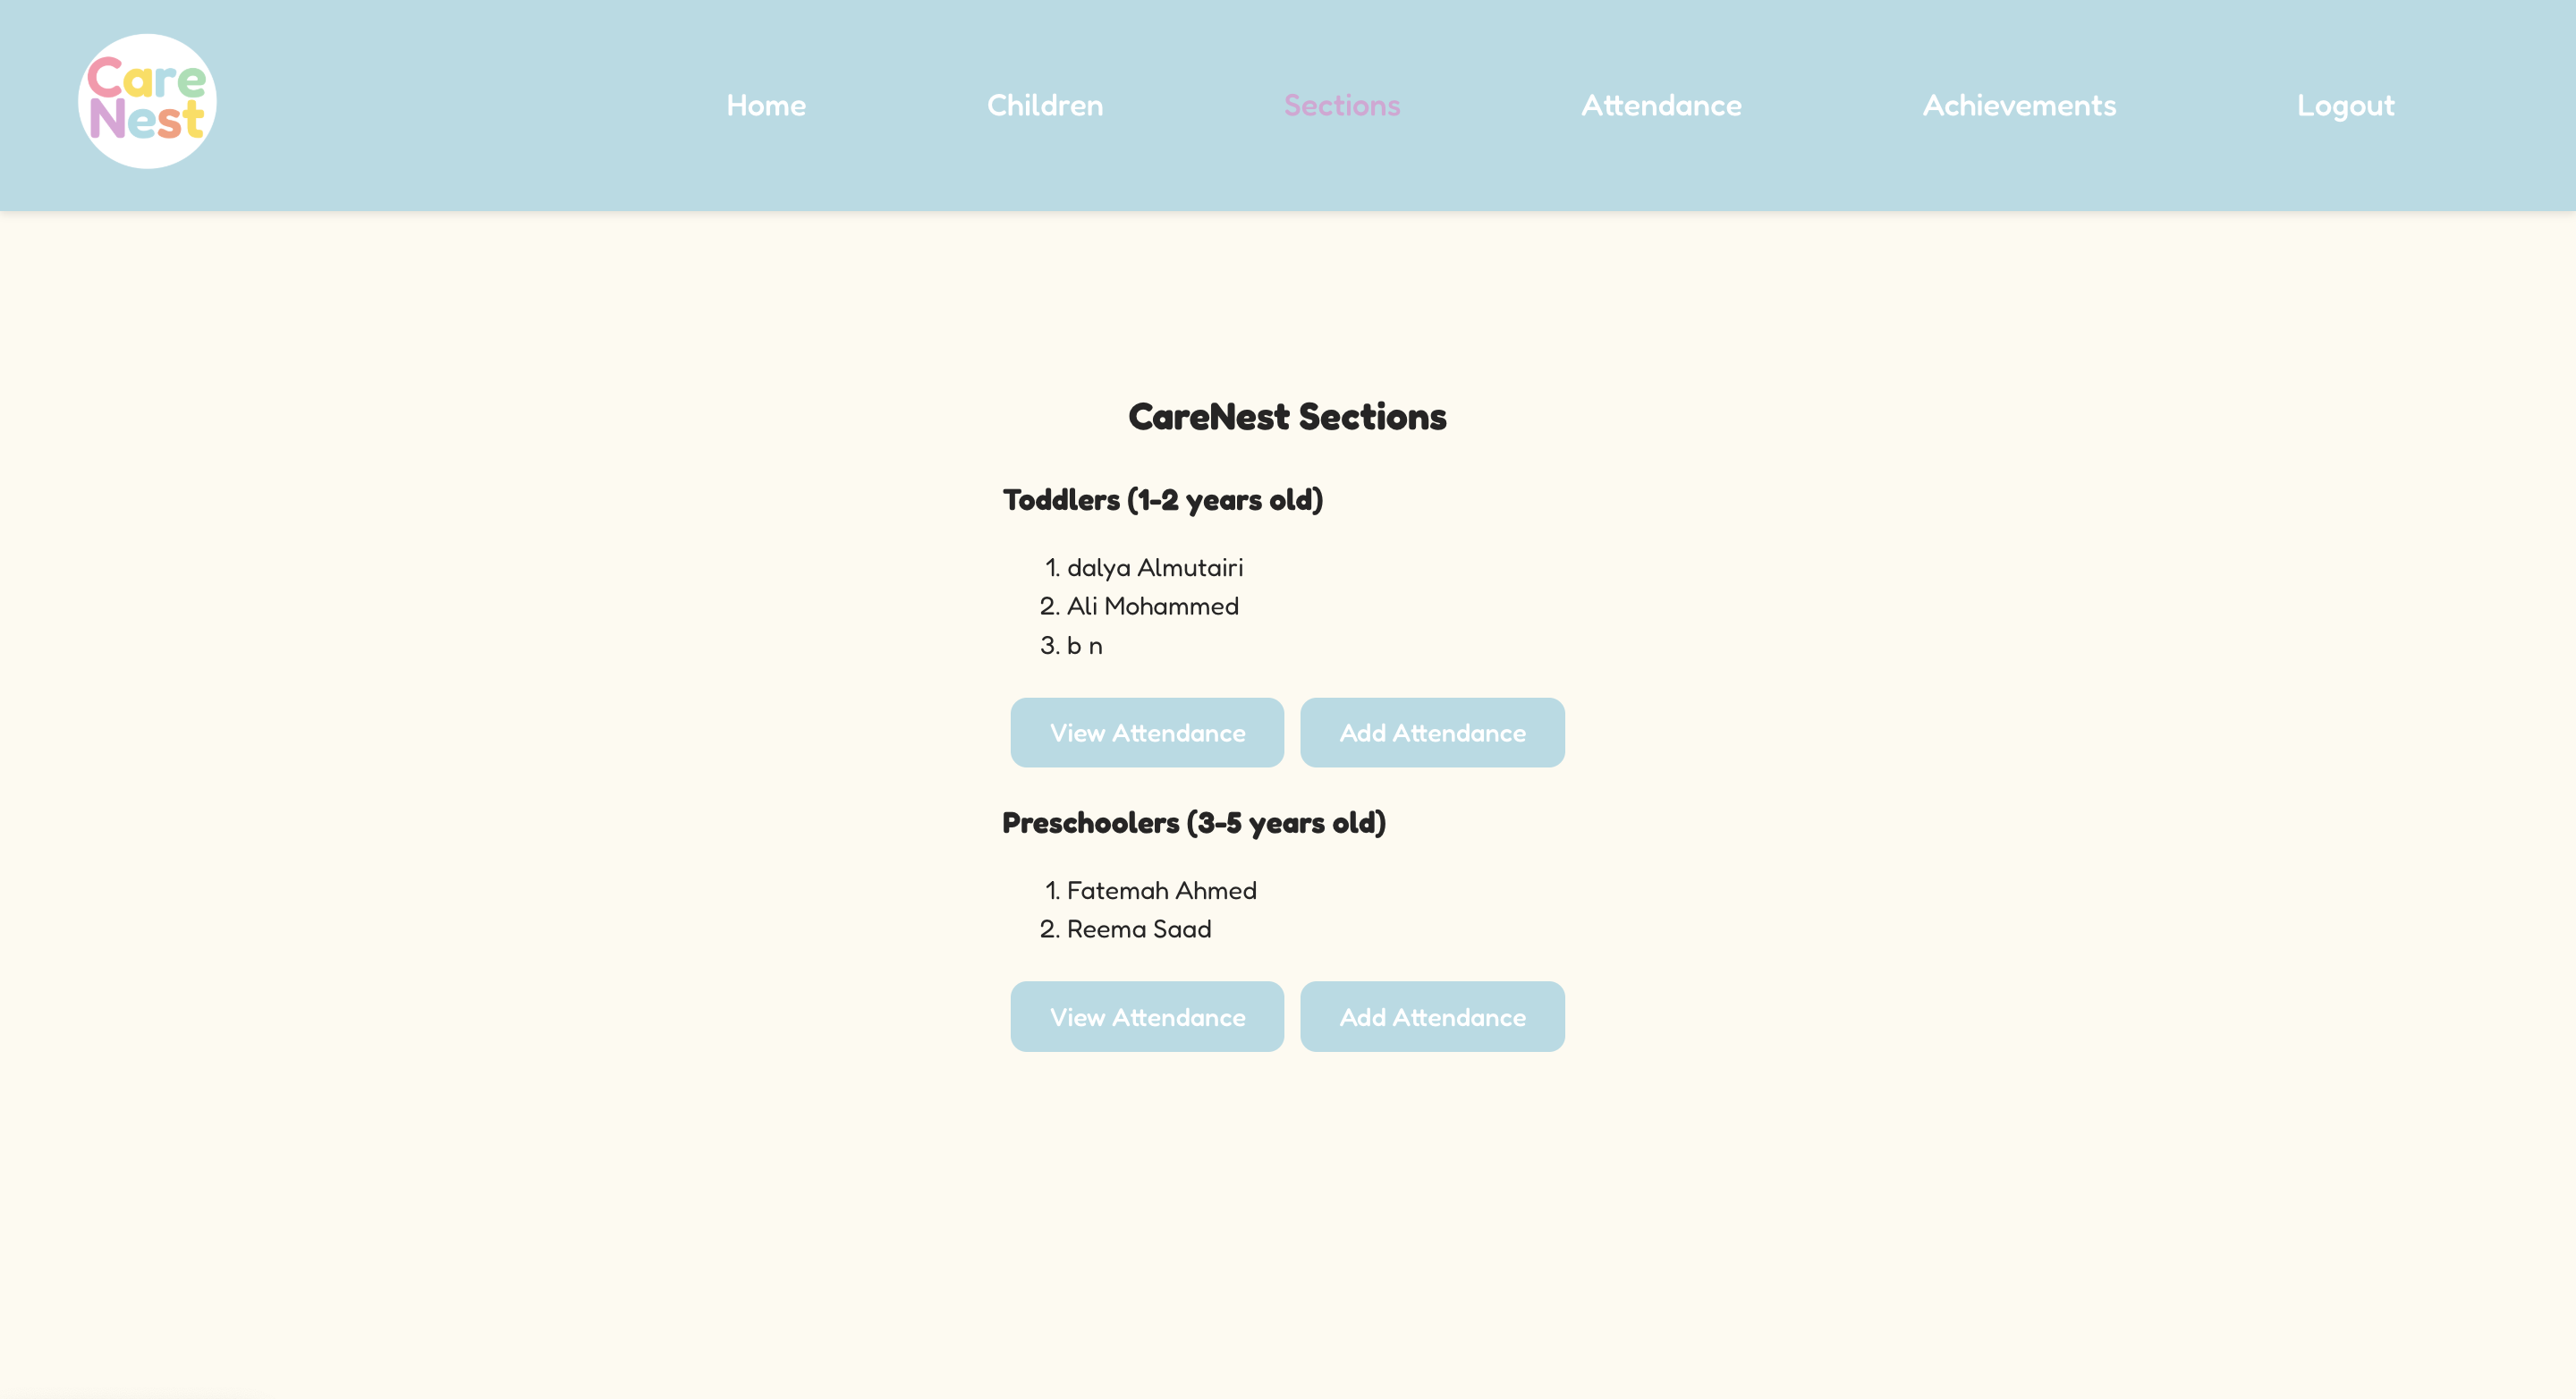 Care
Nest
Home Children Sections Attendance Achievements Logout
CareNest Sections
Toddlers (1-2 years old)
1. dalya Almutairi
2. Ali Mohammed
3. b n
View Attendance Add Attendance
Preschoolers (3-5 years old)
1. Fatemah Ahmed
2. Reema Saad
View Attendance Add Attendance